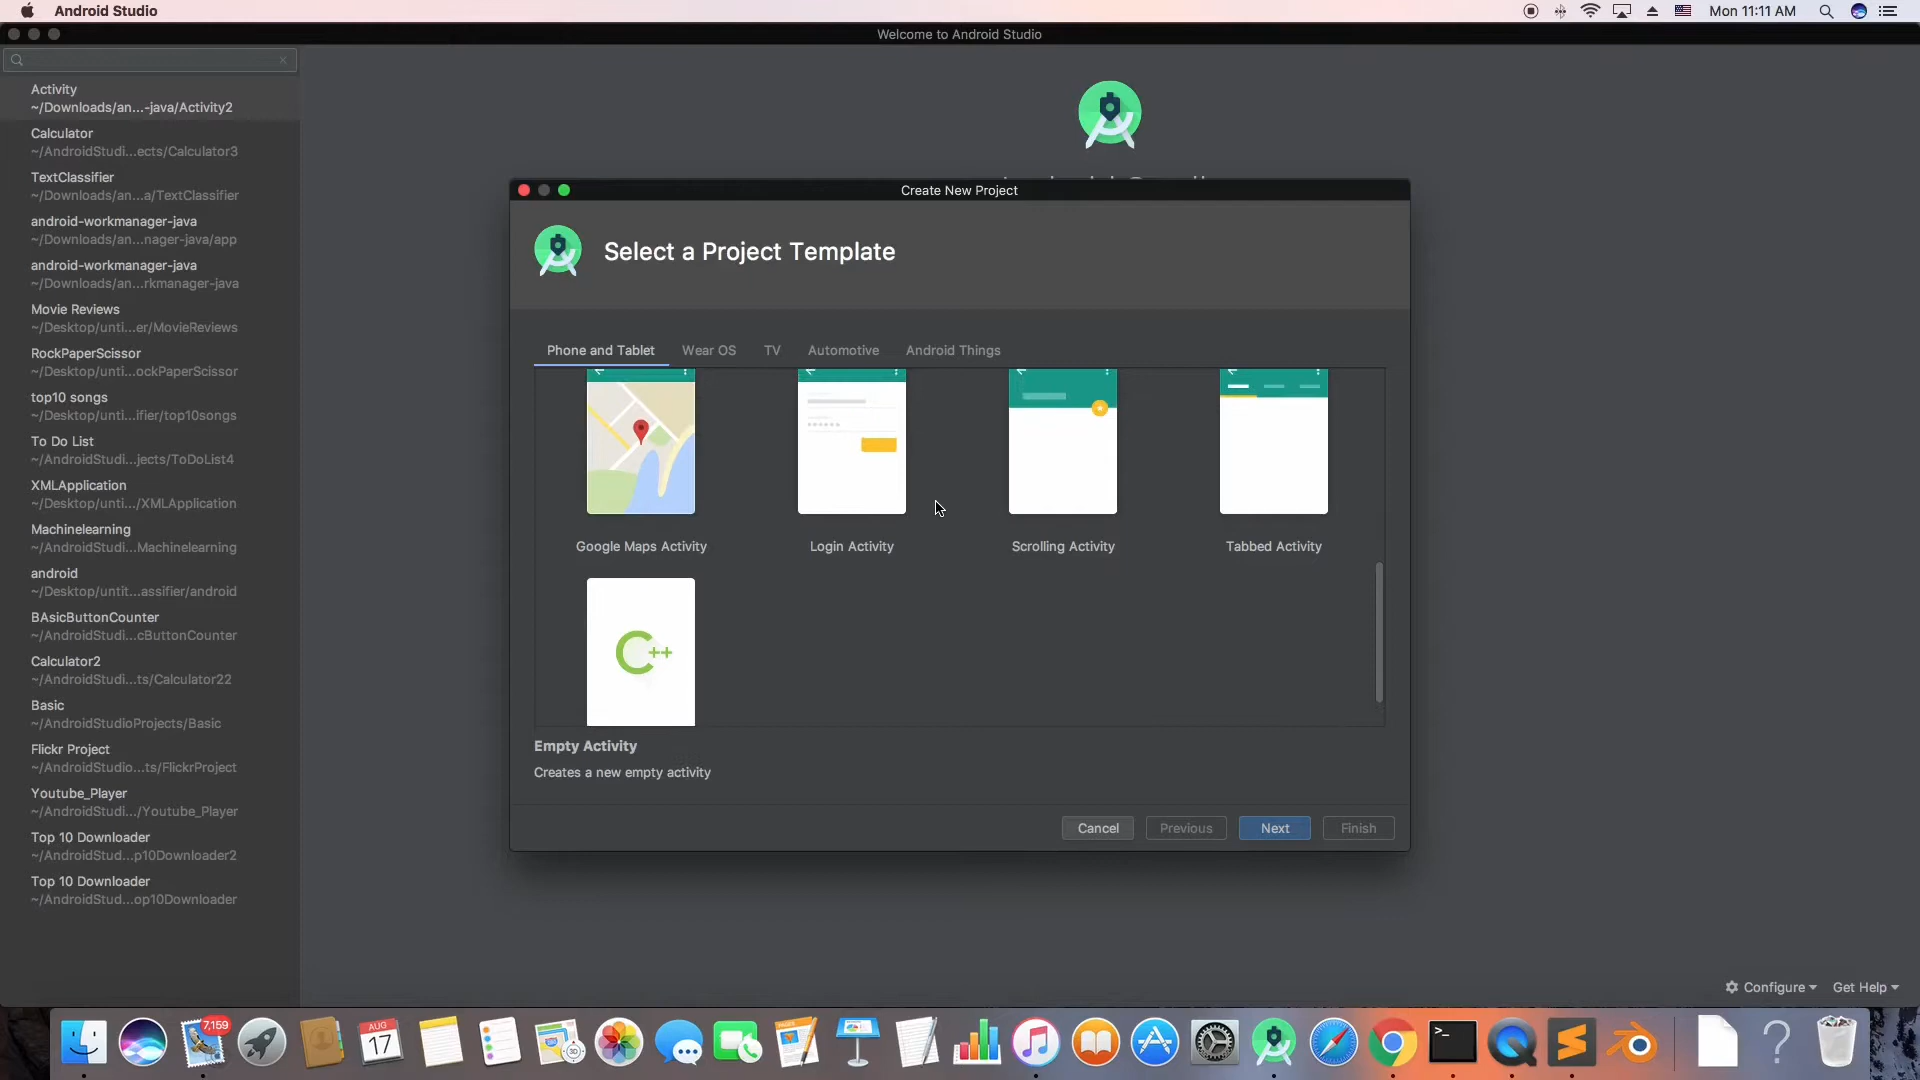 Android Studio
Mon 11:11 AM
Welcome to Android Studio
Activity
~/Downloads/an...-java/Activity2
Calculator
~/AndroidStudi...ects/Calculator3
TextClassifier
~/Downloads/an...a/TextClassifier
android-workmanager-java
~/Downloads/an...nager-java/app
android-workmanager-java
~/Downloads/an...rkmanager-java
Movie Reviews
~/Desktop/unti...er/MovieReviews
RockPaperScissor
~/Desktop/unti...ockPaperScissor
top10 songs
~/Desktop/unti...ifier/top10songs
To Do List
~/AndroidStudi...jects/ToDoList4
XMLApplication
~/Desktop/unti.../XMLApplication
Machinelearning
~/AndroidStudi...Machinelearning
android
~/Desktop/untit...assifier/android
BAsicButtonCounter
~/AndroidStudi...cButtonCounter
Calculator2
~/AndroidStudi...ts/Calculator22
Basic
~/AndroidStudioProjects/Basic
Flickr Project
~/AndroidStudio...ts/FlickrProject
Youtube_Player
~/AndroidStudi.../Youtube_Player
Top 10 Downloader
~/AndroidStud...p10Downloader2
Top 10 Downloader
~/AndroidStud...op10Downloader
Create New Project
Select a Project Template
Phone and Tablet Wear OS TV Automotive Android Things
Google Maps Activity Login Activity Scrolling Activity Tabbed Activity
C++
Empty Activity
Creates a new empty activity
Cancel Previous Next Finish
Configure Get Help
7,159
AUG
17
PAGES